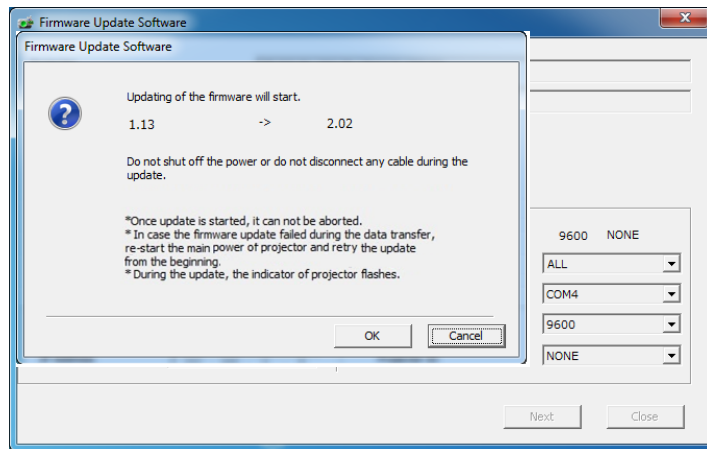 Firmware Update Software
Firmware Update Software
Updating of the firmware will start.
1.13 -> 2.02
Do not shut off the power or do not disconnect any cable during the
update.
*Once update is started, it can not be aborted.
* In case the firmware update failed during the data transfer,
re-start the main power of projector and retry the update
from the beginning.
* During the update, the indicator of projector flashes.
OK Cancel
9600 NONE
ALL
COM4
9600
NONE
Next Close